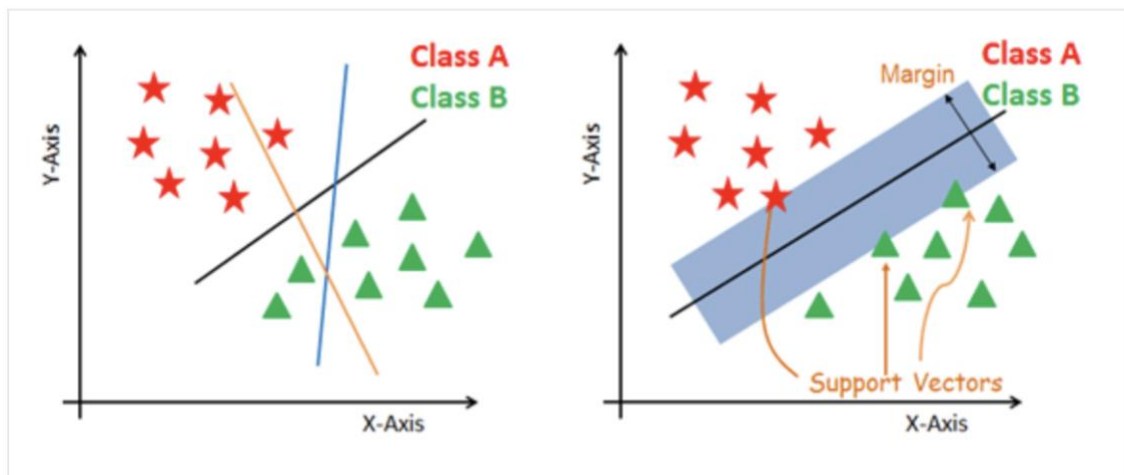 Class A
Class B
Y-Axis
X-Axis
Class A
Margin
Class B
Y-Axis
Support Vectors
X-Axis